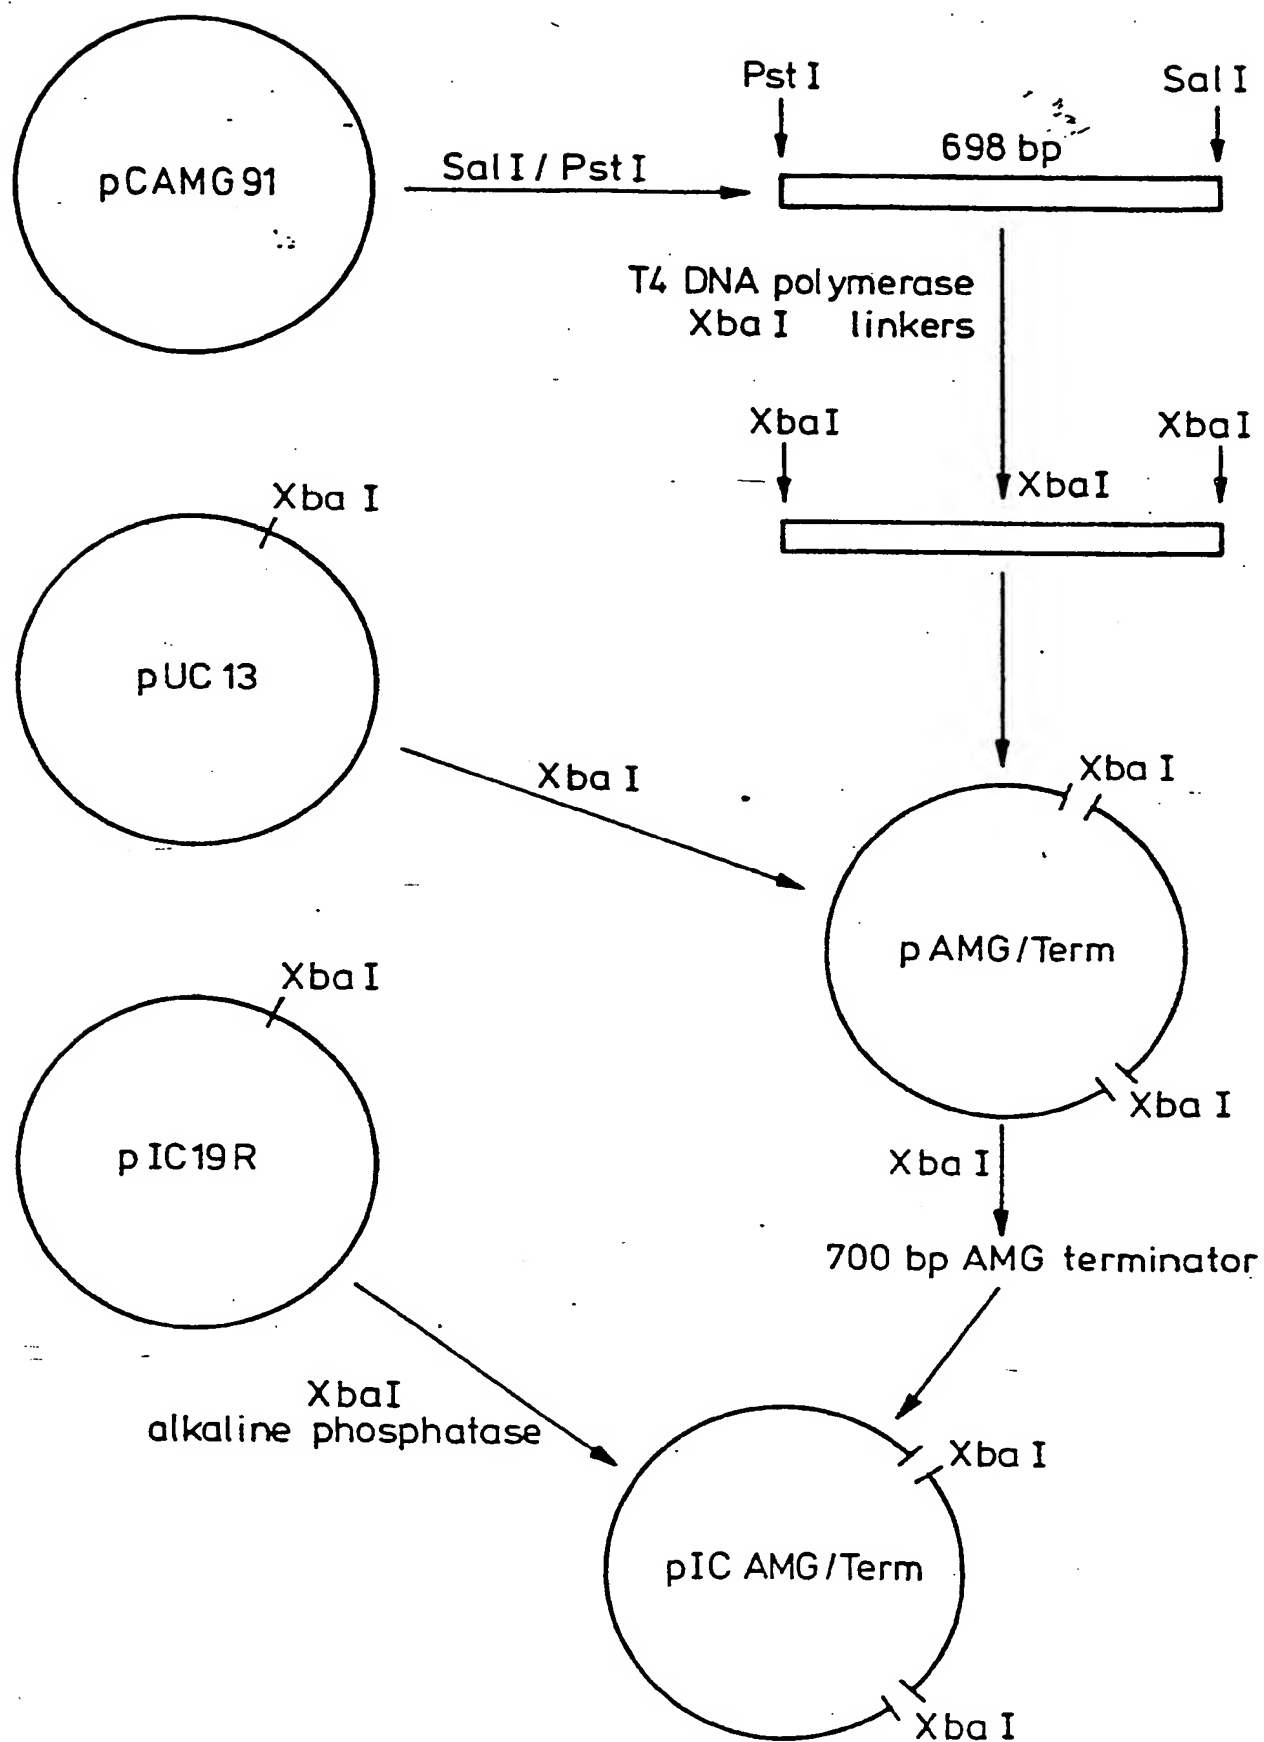 Pst I
Sal I
698 bp
pCAMG91
Sal I / Pst I
T4 DNA polymerase
Xba I linkers
XbaI
XbaI
XbaI
Xba I
pUC 13
Xba I
Xba I
pAMG/Term
Xba I
Xba I
pIC19R
Xba I
Xba I
700 bp AMG terminator
XbaI
alkaline phosphatase
Xba I
pIC AMG/Term
Xba I